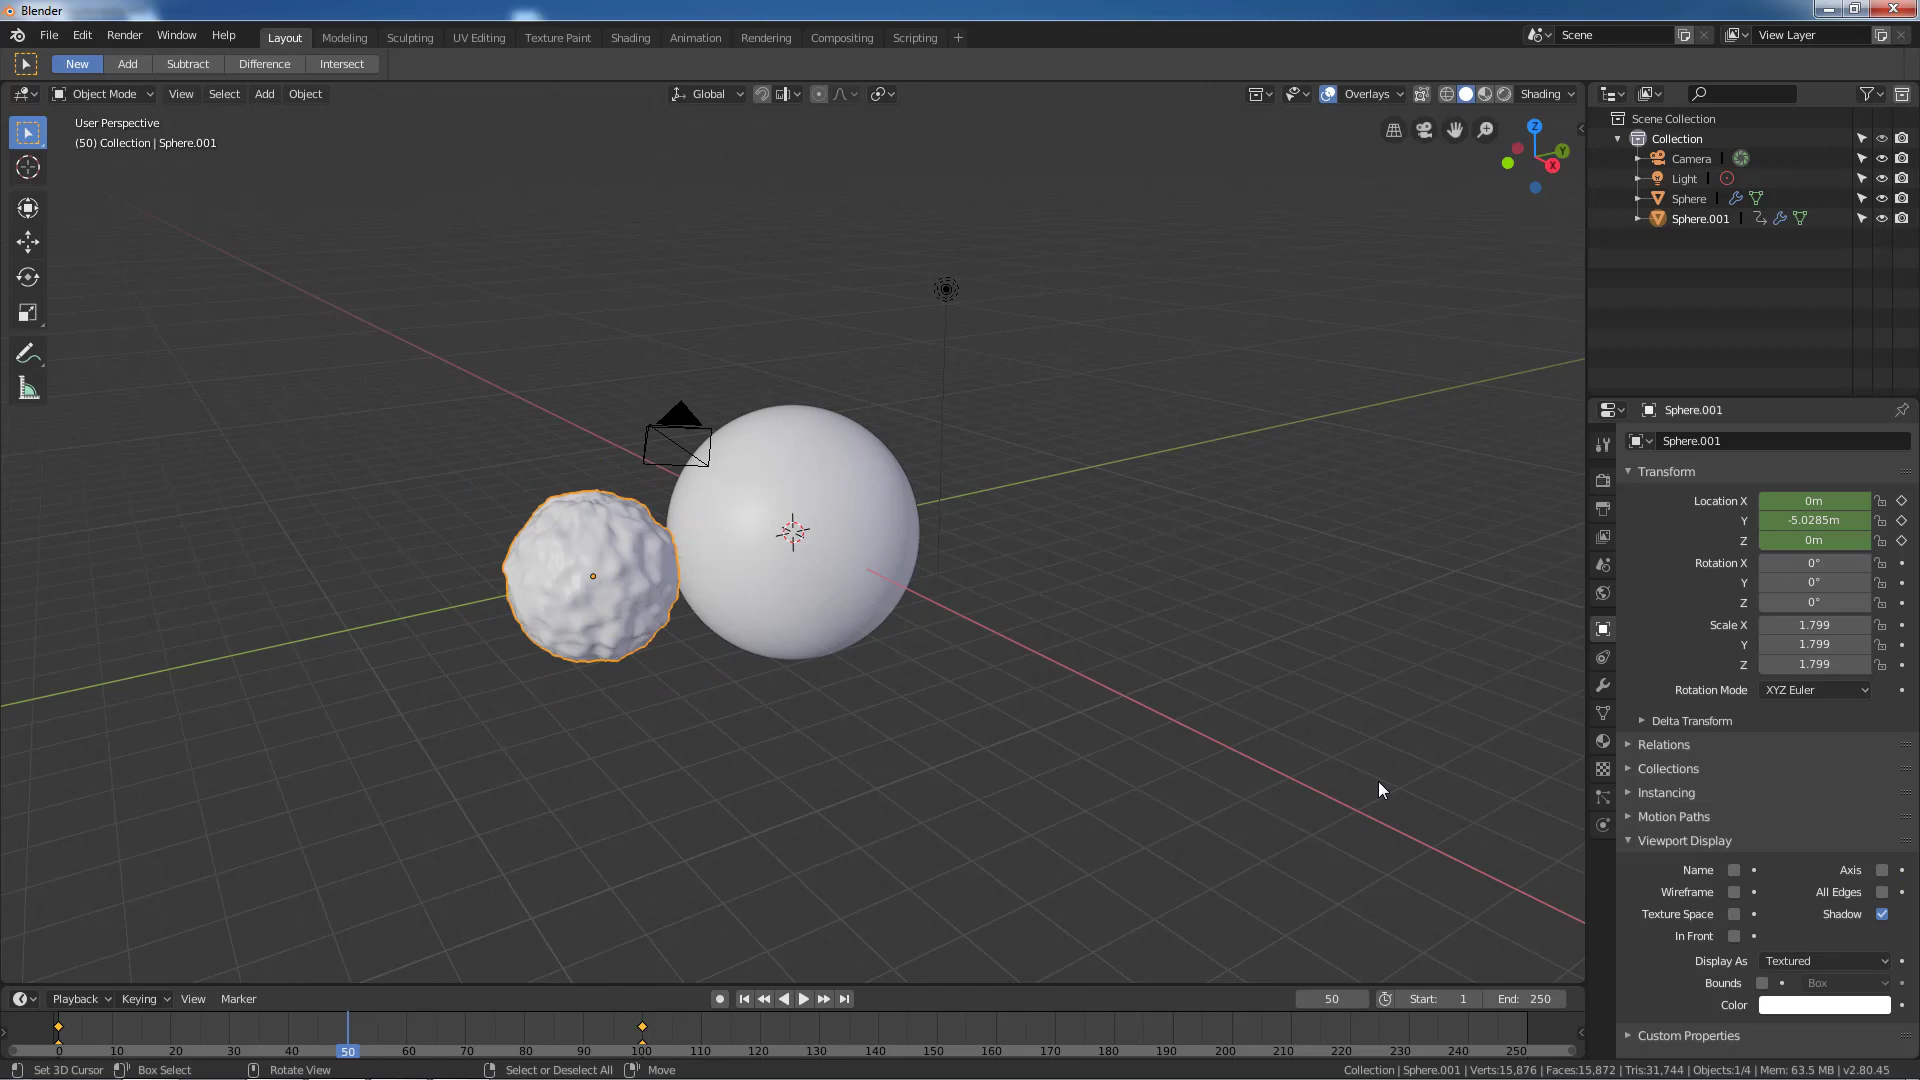 Blender
File Edit Render Window Help Layout Modeling Sculpting UV Editing Texture Paint Shading Animation Rendering Compositing Scripting + Scene View Layer
New Add Subtract Difference Intersect
Object Mode View Select Add Object Global Overlays Shading
User Perspective
(50) Collection | Sphere.001
Z
Y
X
Scene Collection
Collection
Camera
Light
Sphere
Sphere.001
Sphere.001
Sphere.001
Transform
Location X 0m
Y -5.0285m
Z 0m
Rotation X 0°
Y 0°
Z 0°
Scale X 1.799
Y 1.799
Z 1.799
Rotation Mode XYZ Euler
Delta Transform
Relations
Collections
Instancing
Motion Paths
Viewport Display
Name Axis
Wireframe All Edges
Texture Space Shadow
In Front
Display As Textured
Bounds Box
Color
Custom Properties
Playback Keying View Marker 50 Start: 1 End: 250
0 10 20 30 40 50 60 70 80 90 100 110 120 130 140 150 160 170 180 190 200 210 220 230 240 250
Set 3D Cursor Box Select Rotate View Select or Deselect All Move Collection | Sphere.001 | Verts:15,876 | Faces:15,872 | Tris:31,744 | Objects:1/4 | Mem: 63.5 MB | v2.80.45